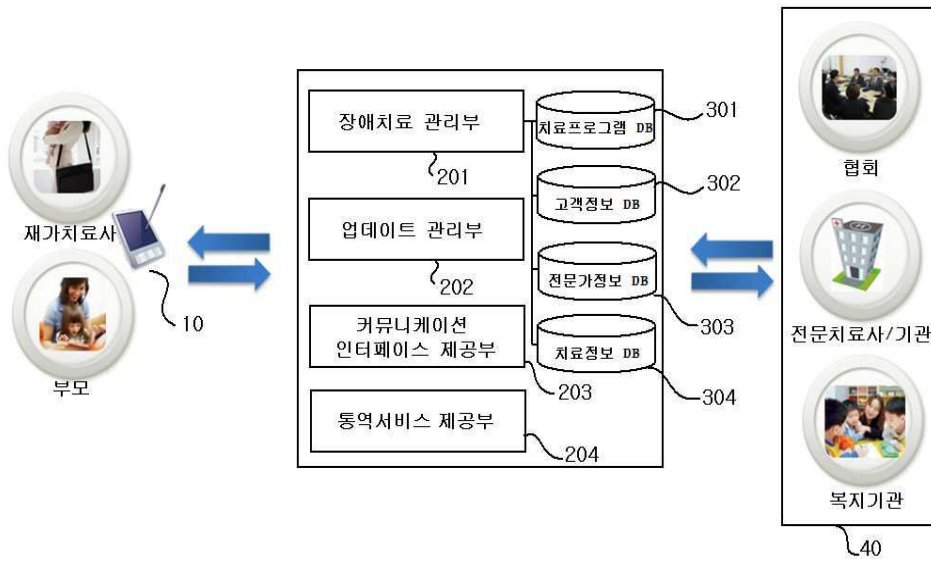 재가치료사
10
부모
장애치료 관리부
201
업데이트 관리부
202
커뮤니케이션
인터페이스 제공부
203
통역서비스 제공부
204
치료프로그램 DB
301
고객정보 DB
302
전문가정보 DB
303
치료정보 DB
304
협회
전문치료사/기관
복지기관
40